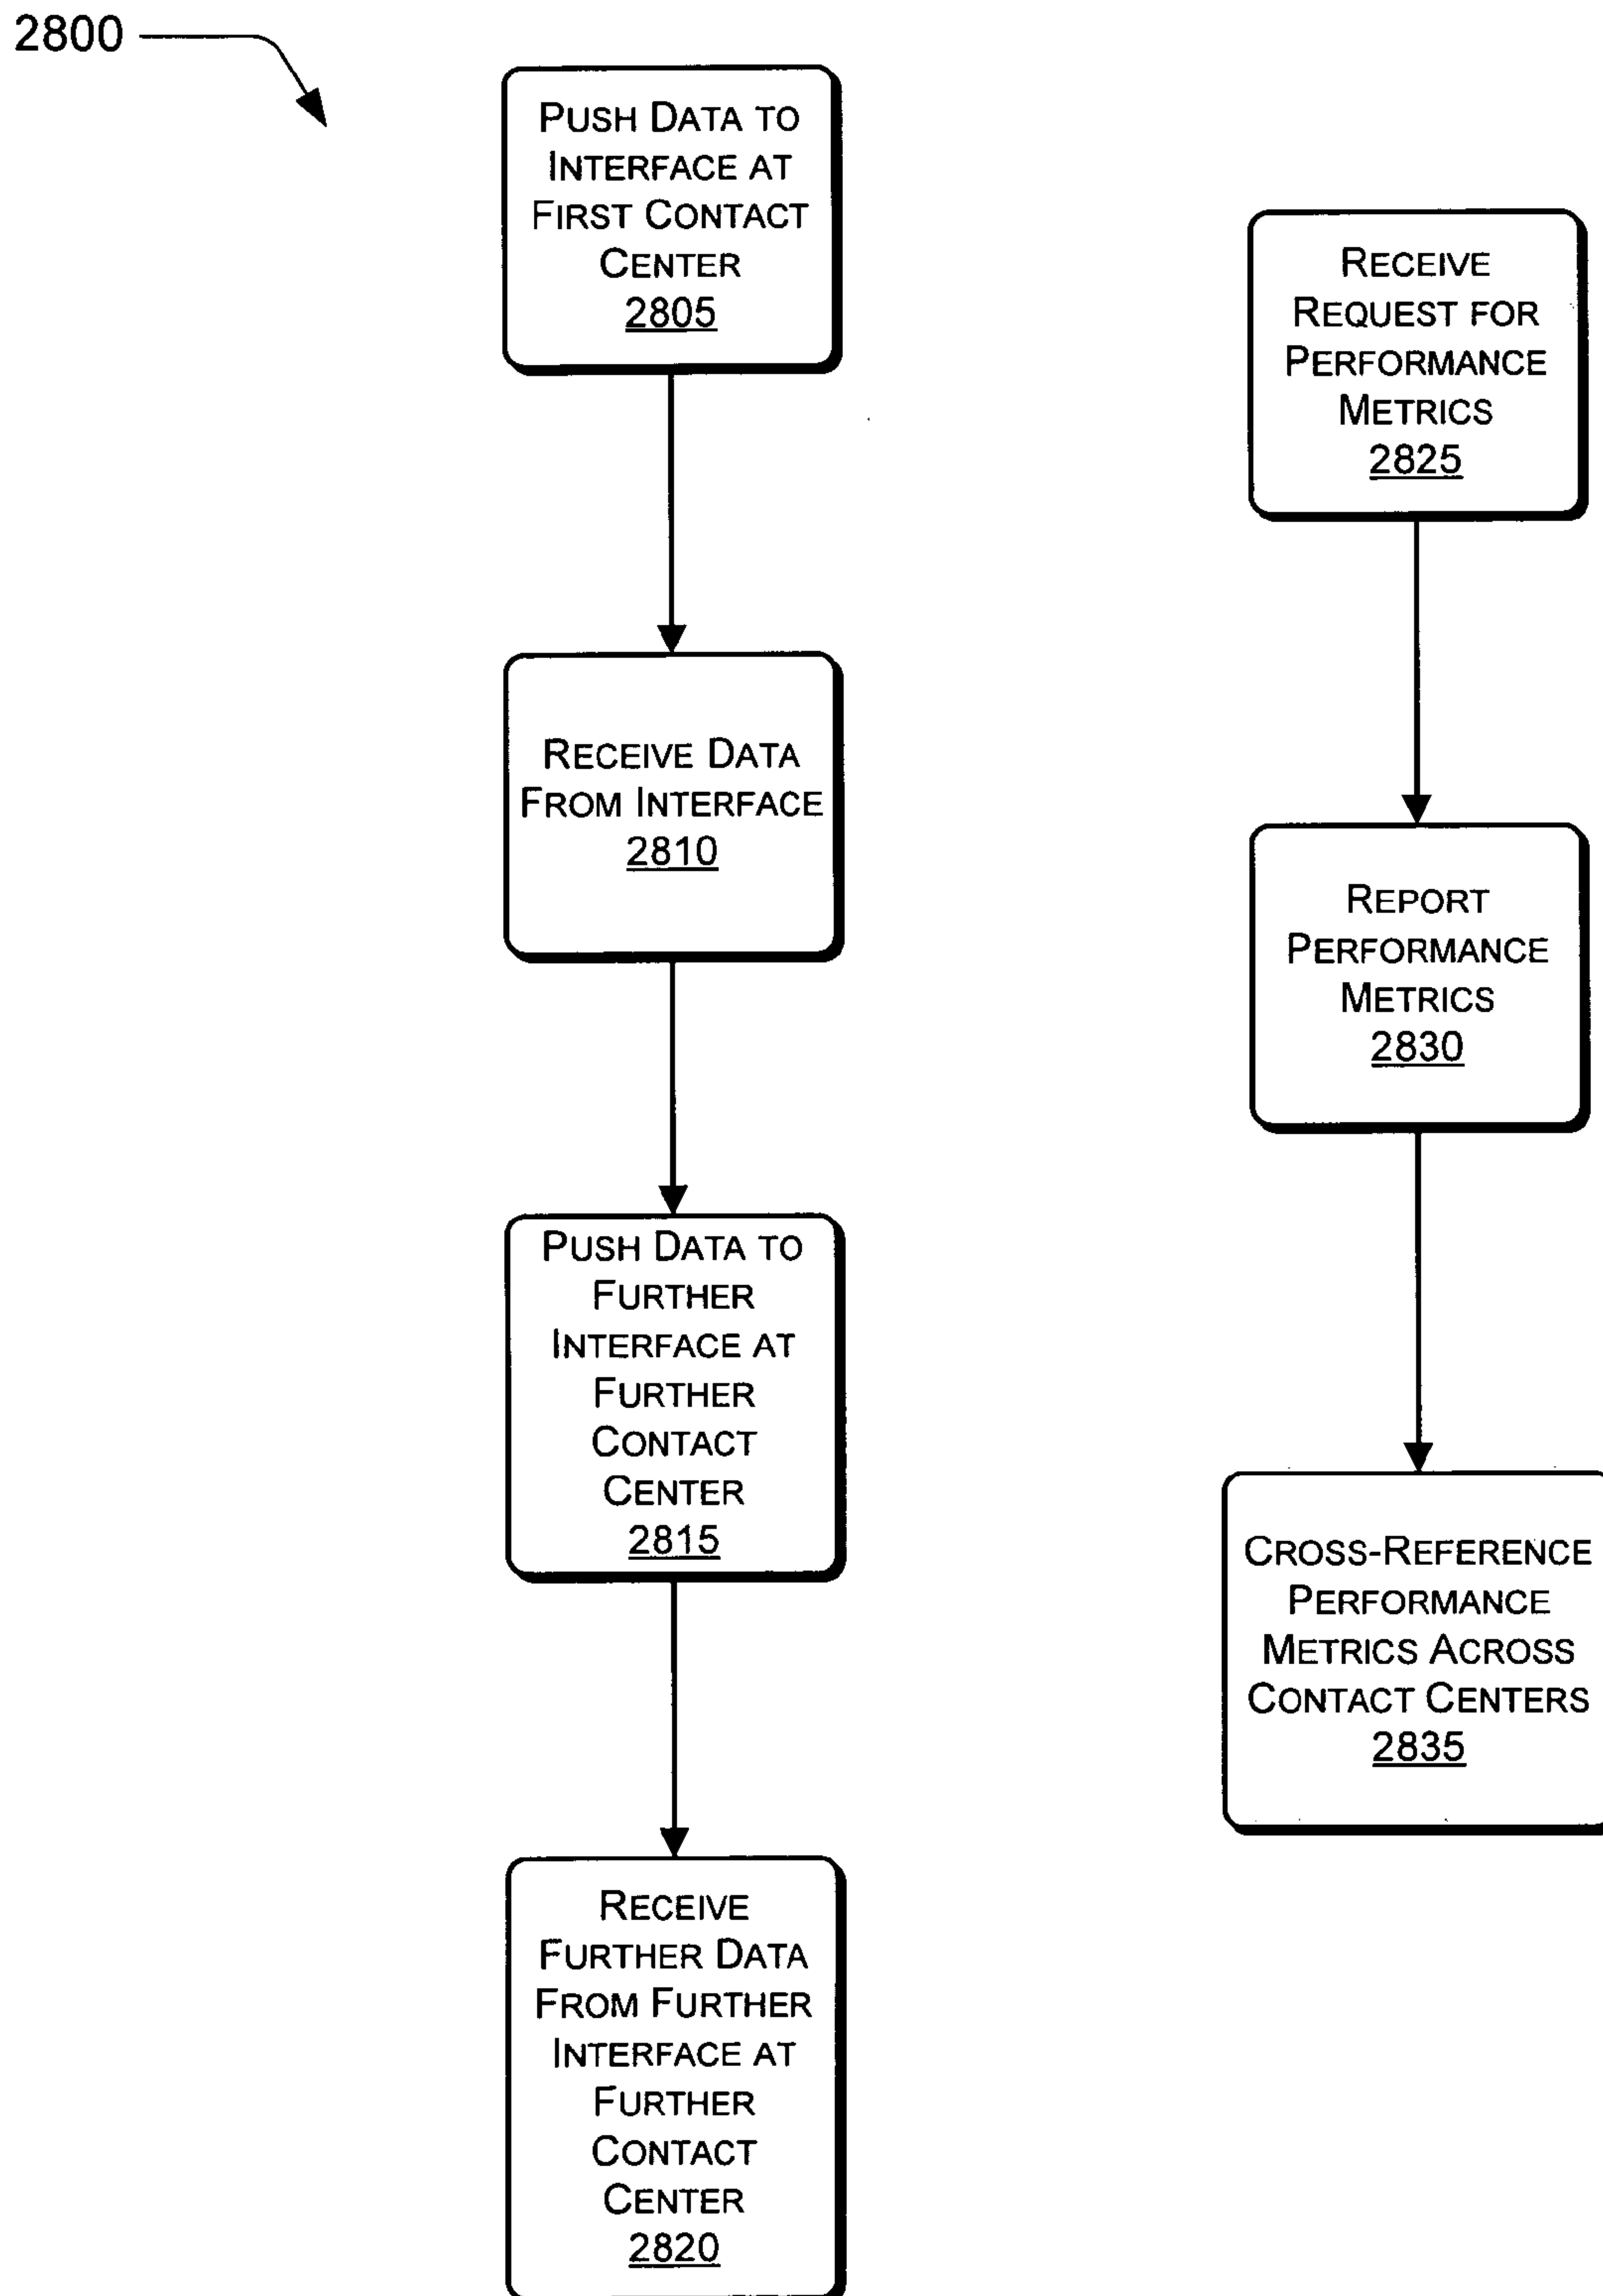 2800
PUSH DATA TO
INTERFACE AT
FIRST CONTACT
CENTER
2805
RECEIVE DATA
FROM INTERFACE
2810
PUSH DATA TO
FURTHER
INTERFACE AT
FURTHER
CONTACT
CENTER
2815
RECEIVE
FURTHER DATA
FROM FURTHER
INTERFACE AT
FURTHER
CONTACT
CENTER
2820
RECEIVE
REQUEST FOR
PERFORMANCE
METRICS
2825
REPORT
PERFORMANCE
METRICS
2830
CROSS-REFERENCE
PERFORMANCE
METRICS ACROSS
CONTACT CENTERS
2835